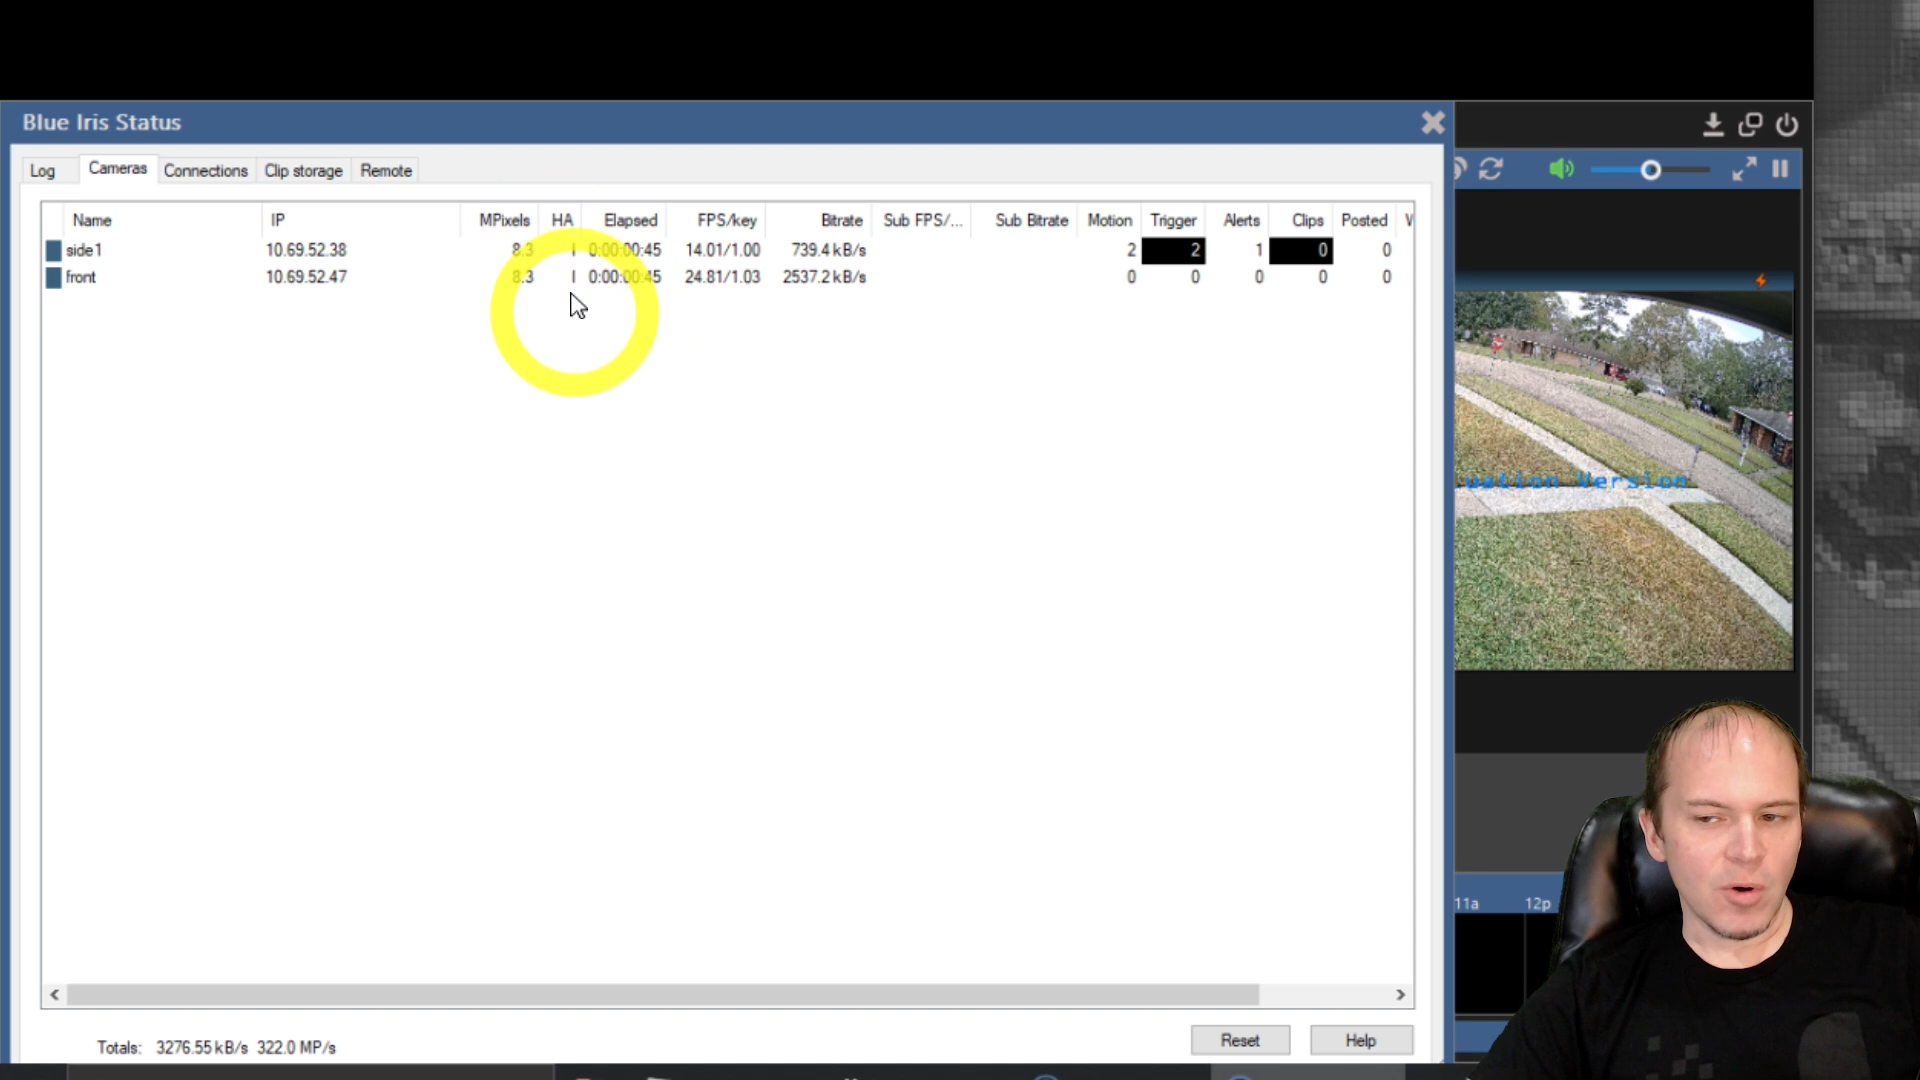 Blue Iris Status
Log Cameras Connections Clip storage Remote
Name IP MPixels HA Elapsed FPS/key Bitrate Sub FPS/... Sub Bitrate Motion Trigger Alerts Clips Posted
side1 10.69.52.38 8.3 I 0:00:00:45 14.01/1.00 739.4 kB/s 2 2 1 0 0
front 10.69.52.47 8.3 I 0:00:00:45 24.81/1.03 2537.2 kB/s 0 0 0 0 0
uation Version
11a 12p
Reset Help
Totals: 3276.55 kB/s 322.0 MP/s